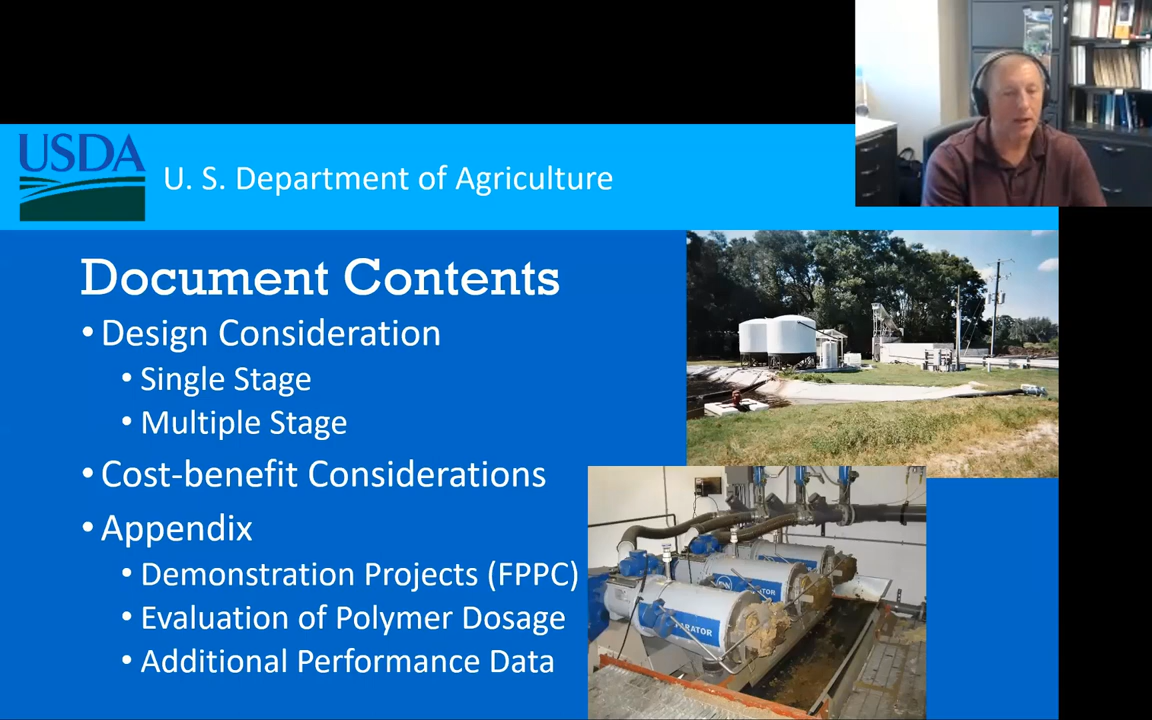 USDA
U. S. Department of Agriculture
Document Contents
• Design Consideration
• Single Stage
• Multiple Stage
• Cost-benefit Considerations
• Appendix
• Demonstration Projects (FPPC)
• Evaluation of Polymer Dosage
• Additional Performance Data